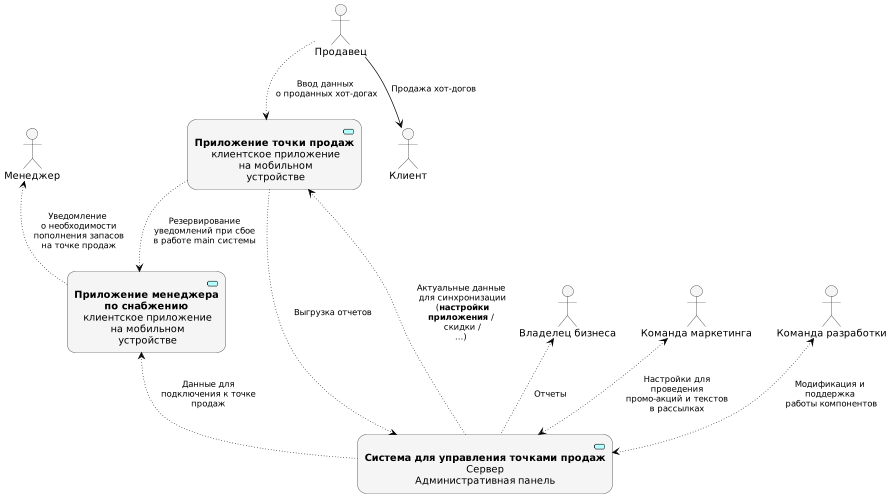 Продавец
Ввод данных
о проданных хот-догах
Продажа хот-догов
Приложение точки продаж
клиентское приложение
на мобильном
устройстве
Менеджер
Клиент
Уведомление
о необходимости
пополнения запасов
на точке продаж
Резервирование
уведомлений при сбое
в работе main системы
Приложение менеджера
по снабжению
клиентское приложение
на мобильном
устройстве
Выгрузка отчетов
Актуальные данные
для синхронизации
(настройки
приложения /
скидки /
...)
Владелец бизнеса
Команда маркетинга
Команда разработки
Данные для
подключения к точке
продаж
Отчеты
Настройки для
проведения
промо-акций и текстов
в рассылках
Модификация и
поддержка
работы компонентов
Система для управления точками продаж
Сервер
Административная панель